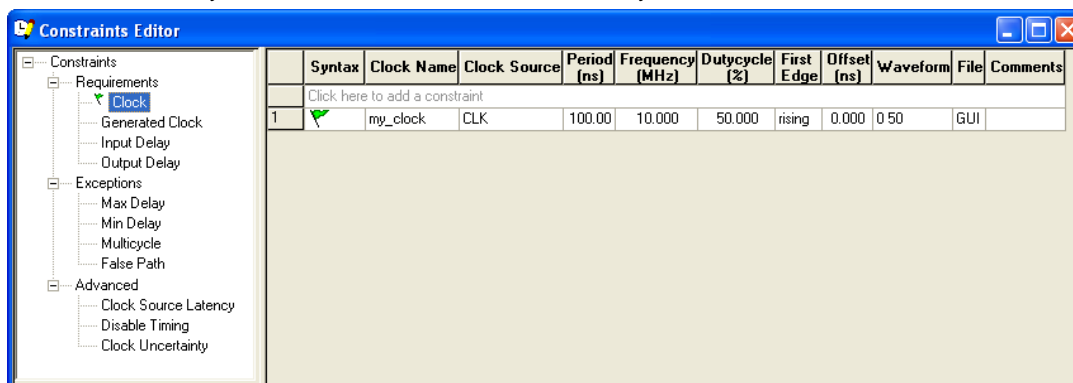 Constraints Editor
Constraints
Requirements
Clock
Generated Clock
Input Delay
Output Delay
Exceptions
Max Delay
Min Delay
Multicycle
False Path
Advanced
Clock Source Latency
Disable Timing
Clock Uncertainty
Syntax Clock Name Clock Source Period (ns) Frequency (MHz) Dutycycle (%) First Edge Offset (ns) Waveform File Comments
Click here to add a constraint
1 my_clock CLK 100.00 10.000 50.000 rising 0.000 0 50 GUI